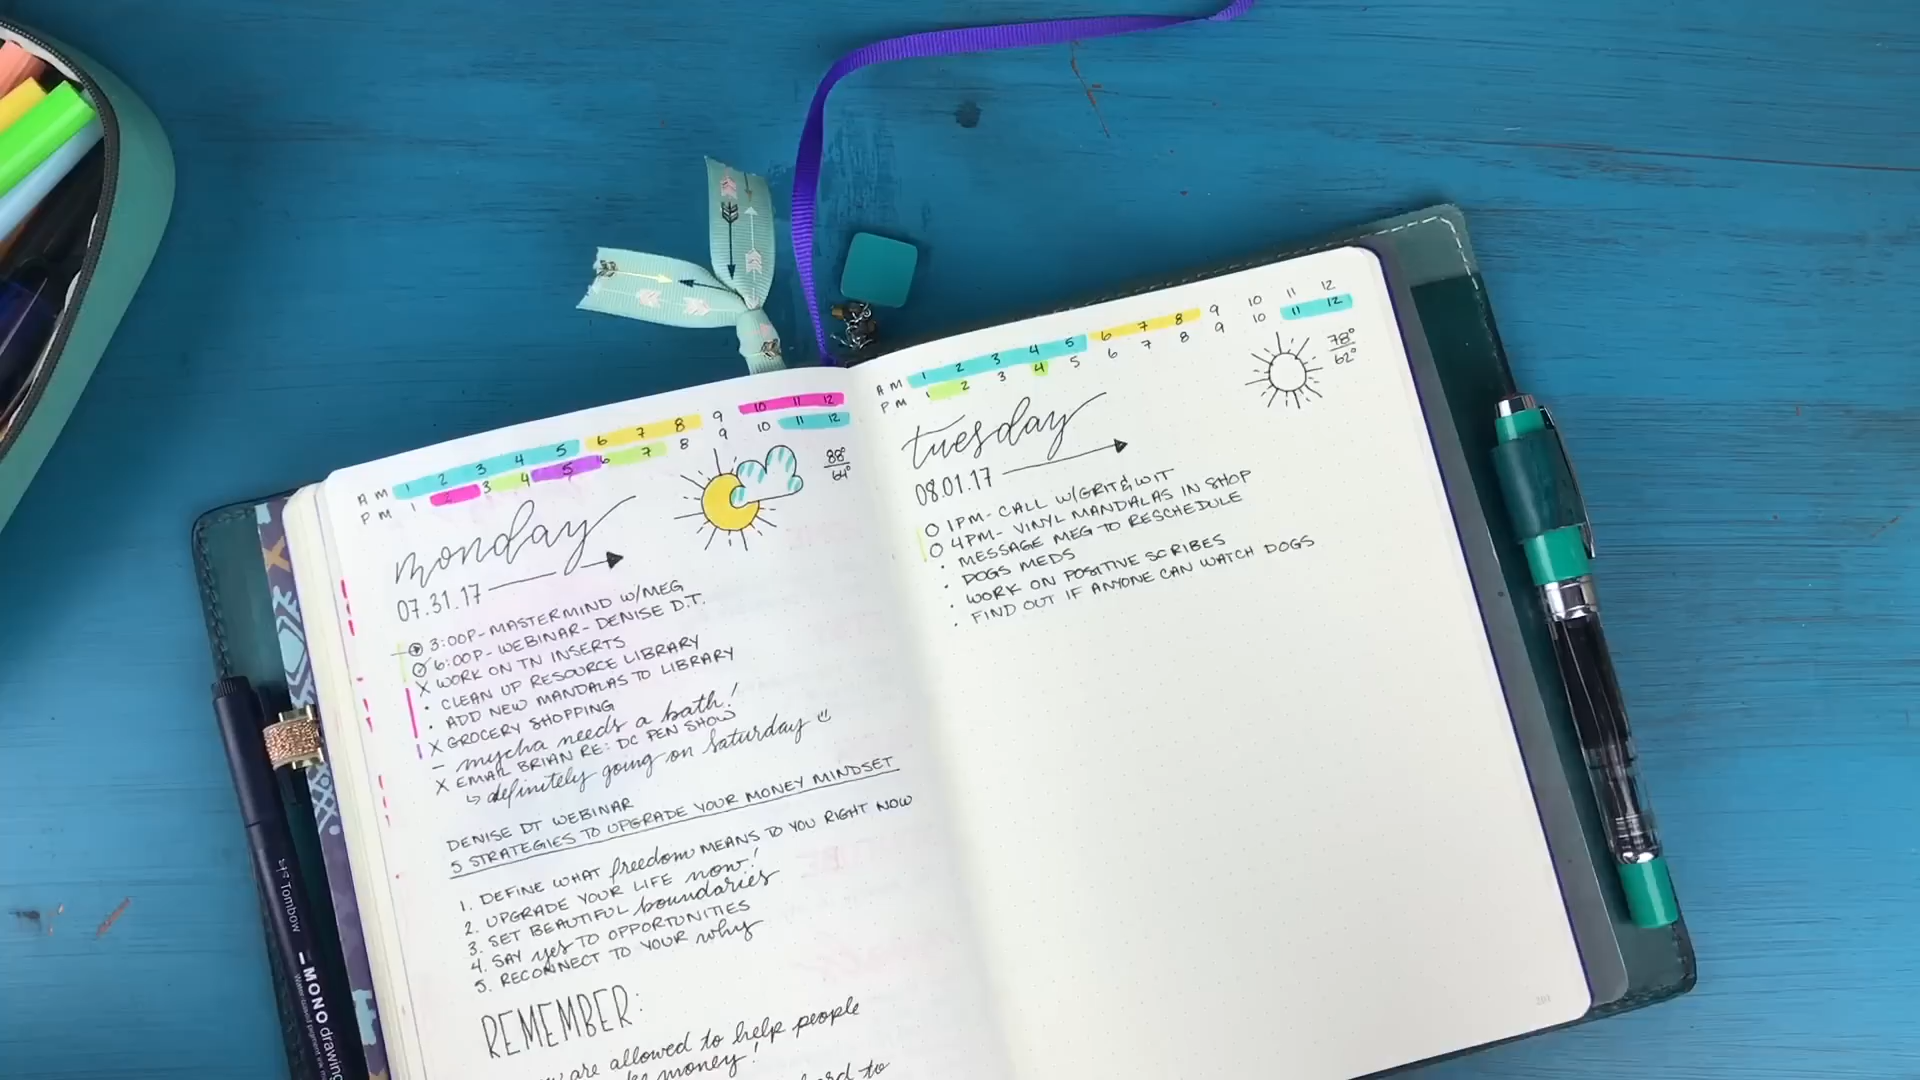 AM 1 2 3 4 5 6 7 8 9 10 11 12
PM 1 2 3 4 5 6 7 8 9 10 11 12
88°
64°
monday
07.31.17
3:00P- MASTERMIND W/MEG
6:00P- WEBINAR- DENISE D.T.
X WORK ON TN INSERTS
· CLEAN UP RESOURCE LIBRARY
· ADD NEW MANDALAS TO LIBRARY
X GROCERY SHOPPING
- mycha needs a bath!
X EMAIL BRIAN RE: DC PEN SHOW
↳ definitely going on Saturday
DENISE DT WEBINAR
5 STRATEGIES TO UPGRADE YOUR MONEY MINDSET
1. DEFINE WHAT freedom MEANS TO YOU RIGHT NOW
2. UPGRADE YOUR LIFE now!
3. SET BEAUTIFUL boundaries
4. SAY yes TO OPPORTUNITIES
5. RECONNECT TO YOUR why
REMEMBER:
are allowed to help people
money!
hard to
AM 1 2 3 4 5 6 7 8 9 10 11 12
PM 1 2 3 4 5 6 7 8 9 10 11 12
78°
62°
tuesday
08.01.17
O 1PM- CALL W/GRIT & WIT
O 4PM- VINYL MANDALAS IN SHOP
· MESSAGE MEG TO RESCHEDULE
· DOGS MEDS
· WORK ON POSITIVE SCRIBES
· FIND OUT IF ANYONE CAN WATCH DOGS
Tombow
MONO drawing